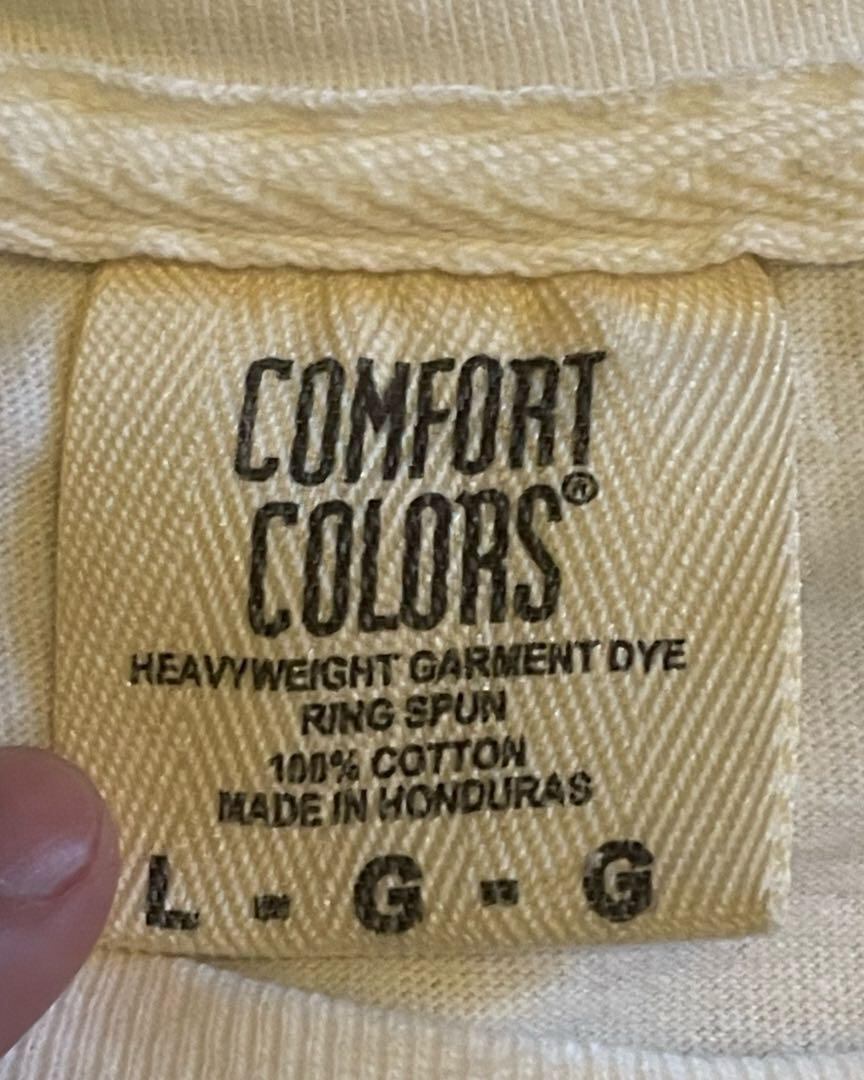 COMFORT
COLORS®
HEAVYWEIGHT GARMENT DYE
RING SPUN
100% COTTON
MADE IN HONDURAS
L - G - G